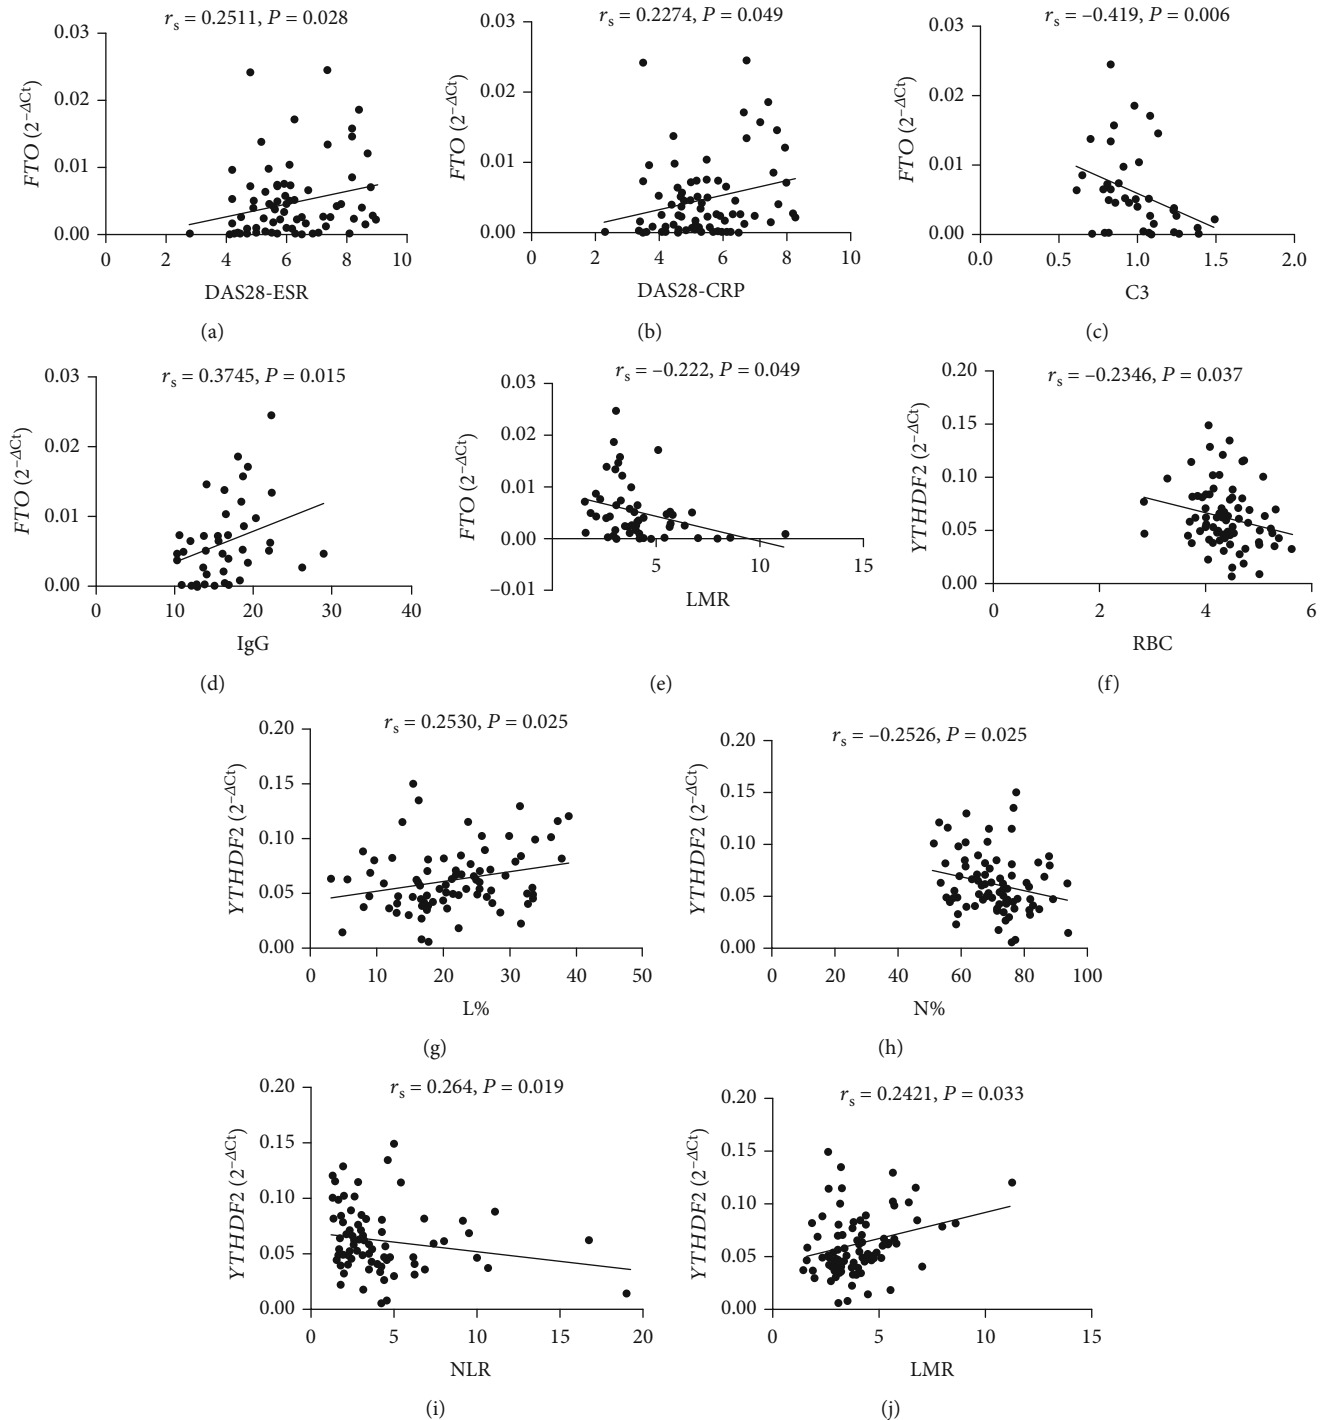 rs = 0.2511, P = 0.028
FTO (2−ΔCt)
0.03
0.02
0.01
0.00
0 2 4 6 8 10
DAS28-ESR
(a)
rs = 0.2274, P = 0.049
FTO (2−ΔCt)
0.03
0.02
0.01
0.00
0 2 4 6 8 10
DAS28-CRP
(b)
rs = –0.419, P = 0.006
FTO (2−ΔCt)
0.03
0.02
0.01
0.00
0.0 0.5 1.0 1.5 2.0
C3
(c)
rs = 0.3745, P = 0.015
FTO (2−ΔCt)
0.03
0.02
0.01
0.00
0 10 20 30 40
IgG
(d)
rs = –0.222, P = 0.049
FTO (2−ΔCt)
0.03
0.02
0.01
0.00
–0.01
5 10 15
LMR
(e)
rs = –0.2346, P = 0.037
YTHDF2 (2−ΔCt)
0.20
0.15
0.10
0.05
0.00
0 2 4 6
RBC
(f)
rs = 0.2530, P = 0.025
YTHDF2 (2−ΔCt)
0.20
0.15
0.10
0.05
0.00
0 10 20 30 40 50
L%
(g)
rs = –0.2526, P = 0.025
YTHDF2 (2−ΔCt)
0.20
0.15
0.10
0.05
0.00
0 20 40 60 80 100
N%
(h)
rs = 0.264, P = 0.019
YTHDF2 (2−ΔCt)
0.20
0.15
0.10
0.05
0.00
0 5 10 15 20
NLR
(i)
rs = 0.2421, P = 0.033
YTHDF2 (2−ΔCt)
0.20
0.15
0.10
0.05
0.00
0 5 10 15
LMR
(j)